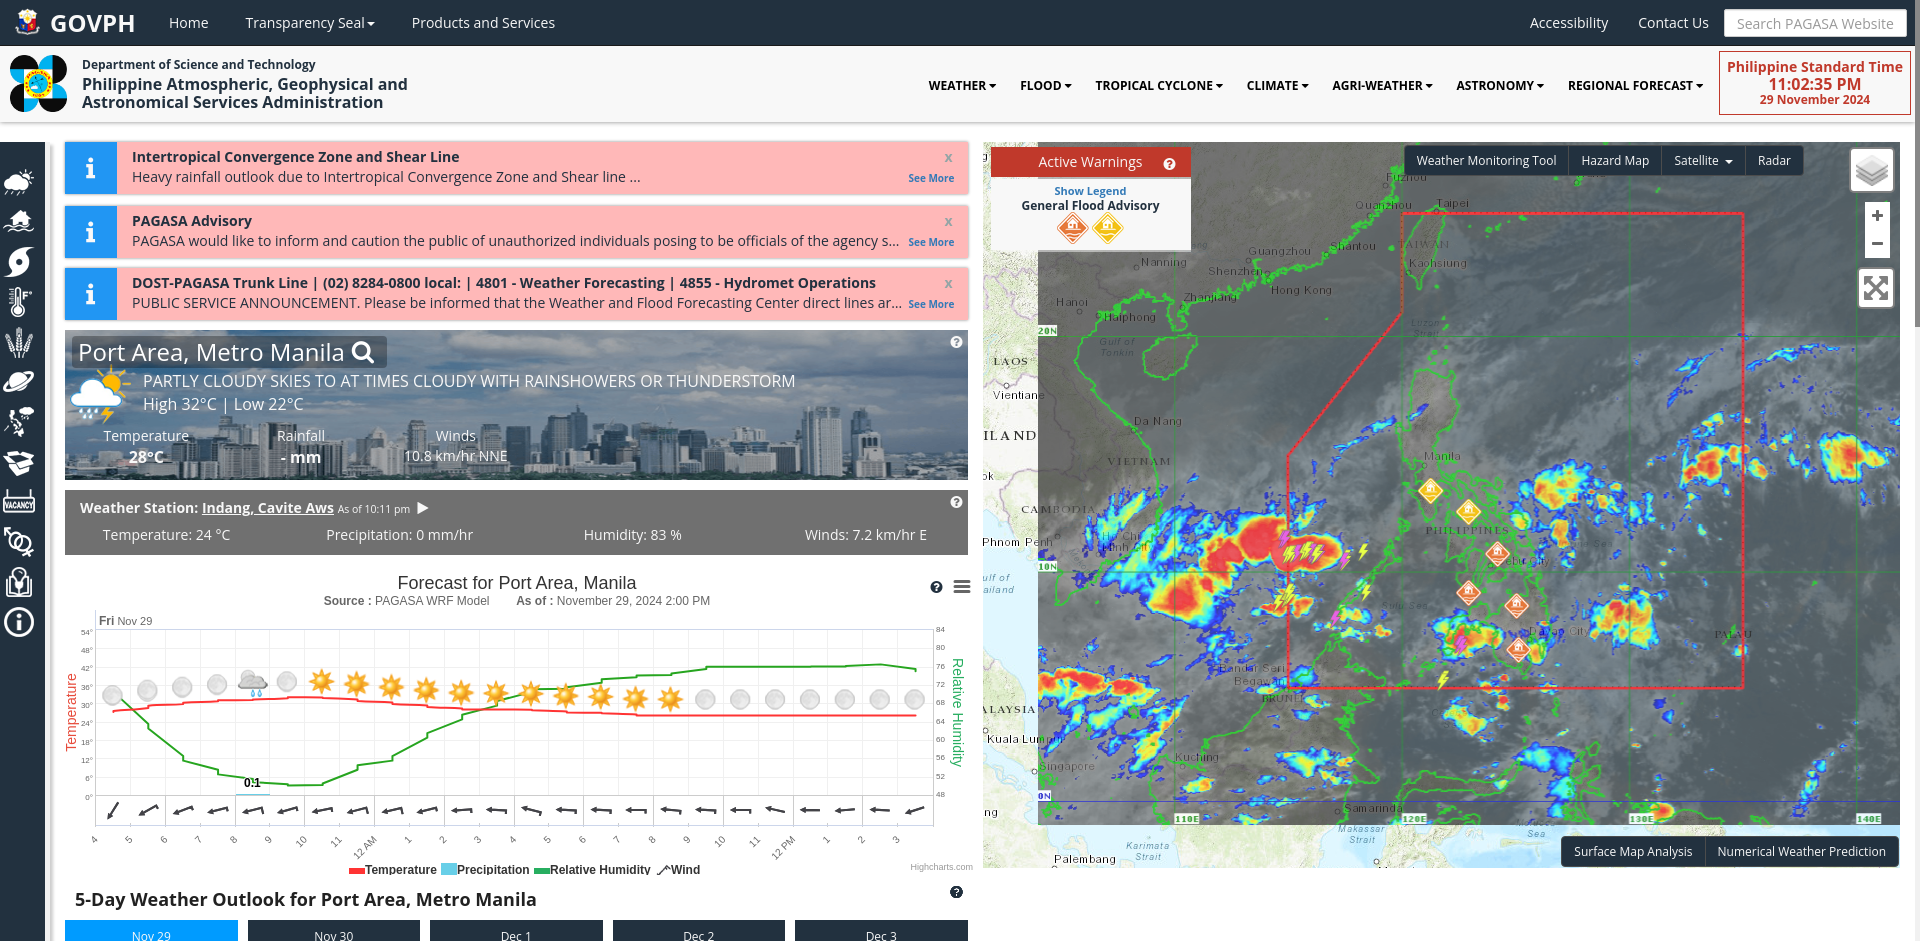 GOVPH
Home
Transparency Seal
Products and Services
Accessibility
Contact Us
Search PAGASA Website
Department of Science and Technology
Philippine Atmospheric, Geophysical and
Astronomical Services Administration
WEATHER
FLOOD
TROPICAL CYCLONE
CLIMATE
AGRI-WEATHER
ASTRONOMY
REGIONAL FORECAST
Philippine Standard Time
11:02:35 PM
29 November 2024
Intertropical Convergence Zone and Shear Line
x
Heavy rainfall outlook due to Intertropical Convergence Zone and Shear line ...
See More
PAGASA Advisory
x
PAGASA would like to inform and caution the public of unauthorized individuals posing to be officials of the agency s...
See More
DOST-PAGASA Trunk Line | (02) 8284-0800 local: | 4801 - Weather Forecasting | 4855 - Hydromet Operations
x
PUBLIC SERVICE ANNOUNCEMENT. Please be informed that the Weather and Flood Forecasting Center direct lines ar...
See More
Port Area, Metro Manila
PARTLY CLOUDY SKIES TO AT TIMES CLOUDY WITH RAINSHOWERS OR THUNDERSTORM
High 32°C | Low 22°C
Temperature
28°C
Rainfall
- mm
Winds
10.8 km/hr NNE
Weather Station: Indang, Cavite Aws As of 10:11 pm
Temperature: 24 °C
Precipitation: 0 mm/hr
Humidity: 83 %
Winds: 7.2 km/hr E
Forecast for Port Area, Manila
Source : PAGASA WRF Model
As of : November 29, 2024 2:00 PM
Fri Nov 29
54°
48°
42°
36°
30°
24°
18°
12°
6°
0°
Temperature
84
80
76
72
68
64
60
56
52
48
Relative Humidity
0.1
4
5
6
7
8
9
10
11
12 AM
1
2
3
4
5
6
7
8
9
10
11
12 PM
1
2
3
Temperature
Precipitation
Relative Humidity
Wind
Highcharts.com
5-Day Weather Outlook for Port Area, Metro Manila
Nov 29
Nov 30
Dec 1
Dec 2
Dec 3
VACANCY
Active Warnings
Show Legend
General Flood Advisory
Weather Monitoring Tool
Hazard Map
Satellite
Radar
+
−
Fuzhou
Quanzhou
Taipei
TAIWAN
Kaohsiung
Guangzhou
Shantou
Nanning
Shenzhen
Hong Kong
Zhanjiang
Hanoi
Haiphong
Gulf of
Tonkin
Luzon
Strait
20N
LAOS
Vientiane
ILAND
Da Nang
VIETNAM
Manila
CAMBODIA
Phnom Penh
Ho Chi
Minh
PHILIPPINES
Cebu City
10N
ulf of
ailand
Sulu Sea
Davao City
PALAU
Bandar Seri
Begawan
BRUNEI
ALAYSIA
Kuala Lumpur
Kuching
Singapore
0N
Samarinda
110E
120E
130E
140E
ng
Makassar
Strait
Sea
Karimata
Strait
Palembang
Surface Map Analysis
Numerical Weather Prediction